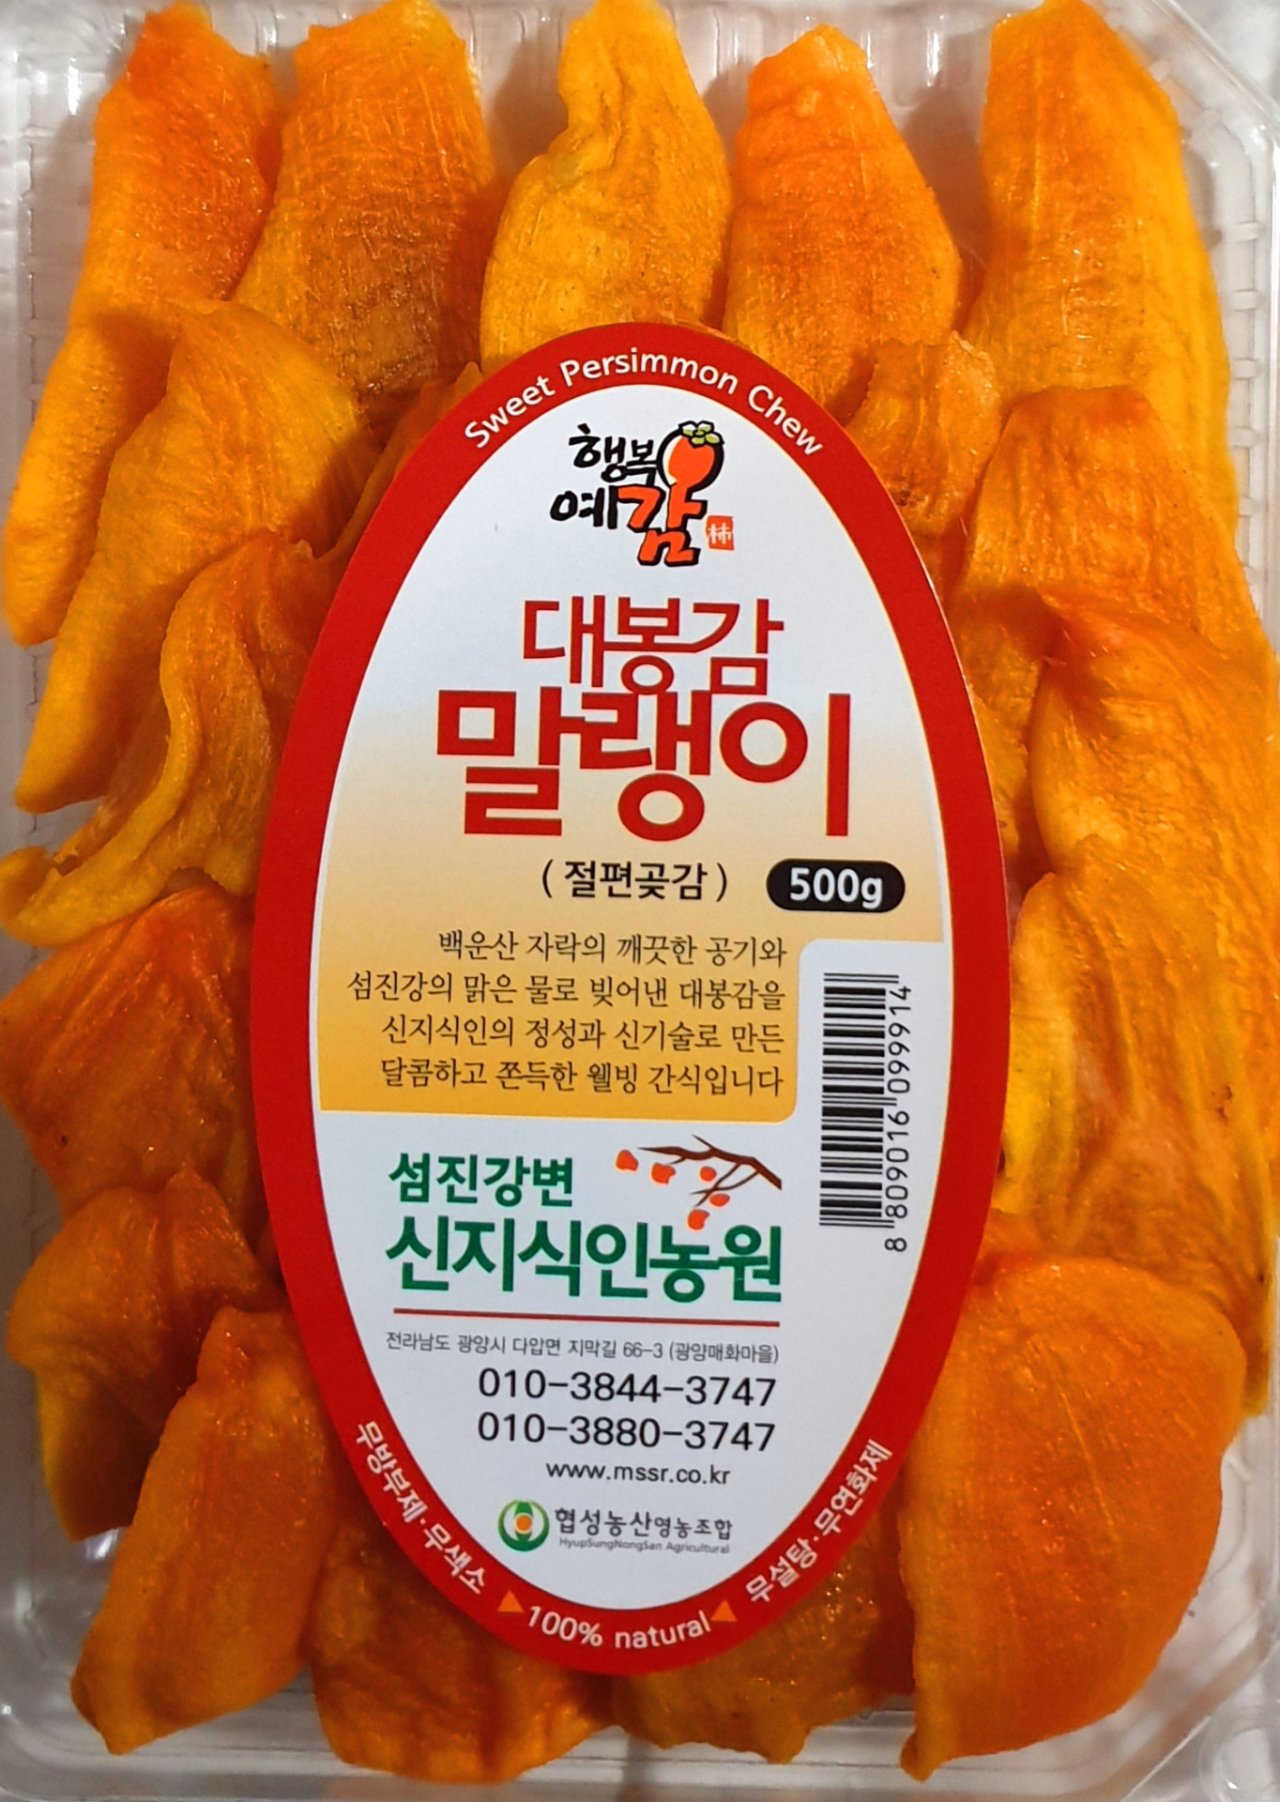 Sweet Persimmon Chew
행복
예감
柿
대봉감
말랭이
(절편곶감) 500g
백운산 자락의 깨끗한 공기와
섬진강의 맑은 물로 빚어낸 대봉감을
신지식인의 정성과 신기술로 만든
달콤하고 쫀득한 웰빙 간식입니다
8 809016 099914
섬진강변
신지식인농원
전라남도 광양시 다압면 지막길 66-3 (광양매화마을)
010-3844-3747
010-3880-3747
www.mssr.co.kr
협성농산영농조합
HyupSungNongSan Agricultural
무방부제·무색소
100% natural
무설탕·무연화제